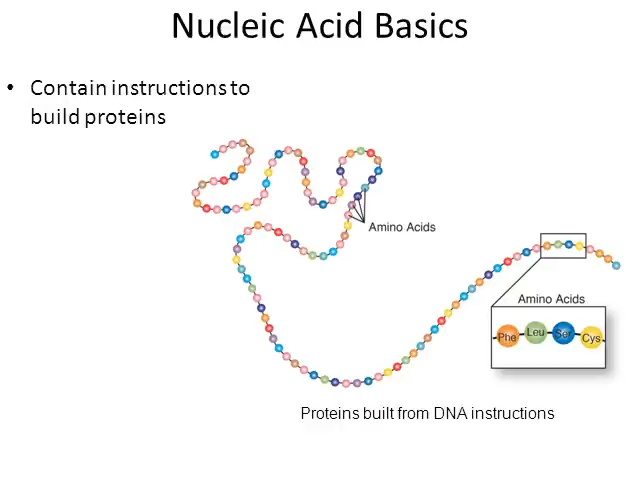 Nucleic Acid Basics
• Contain instructions to
build proteins
Amino Acids
Amino Acids
Phe Leu Ser Cys
Proteins built from DNA instructions